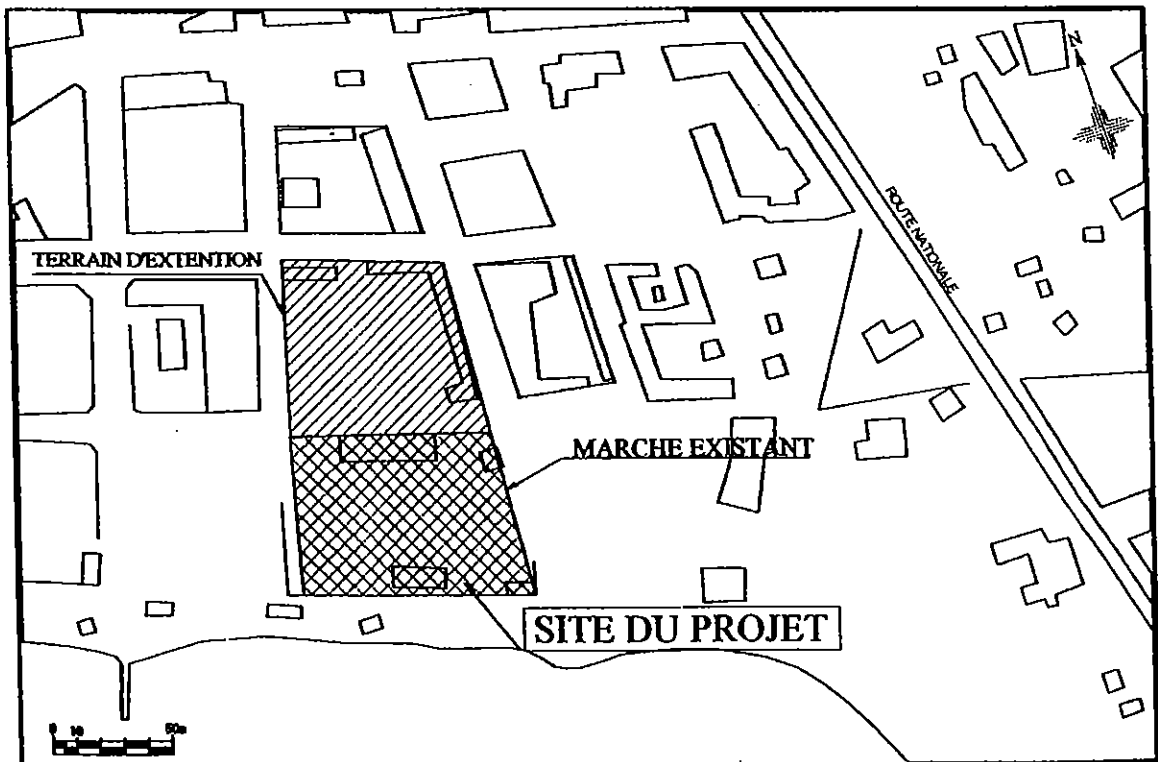 N
ROUTE NATIONALE
TERRAIN D'EXTENTION
MARCHE EXISTANT
SITE DU PROJET
0 10 50m